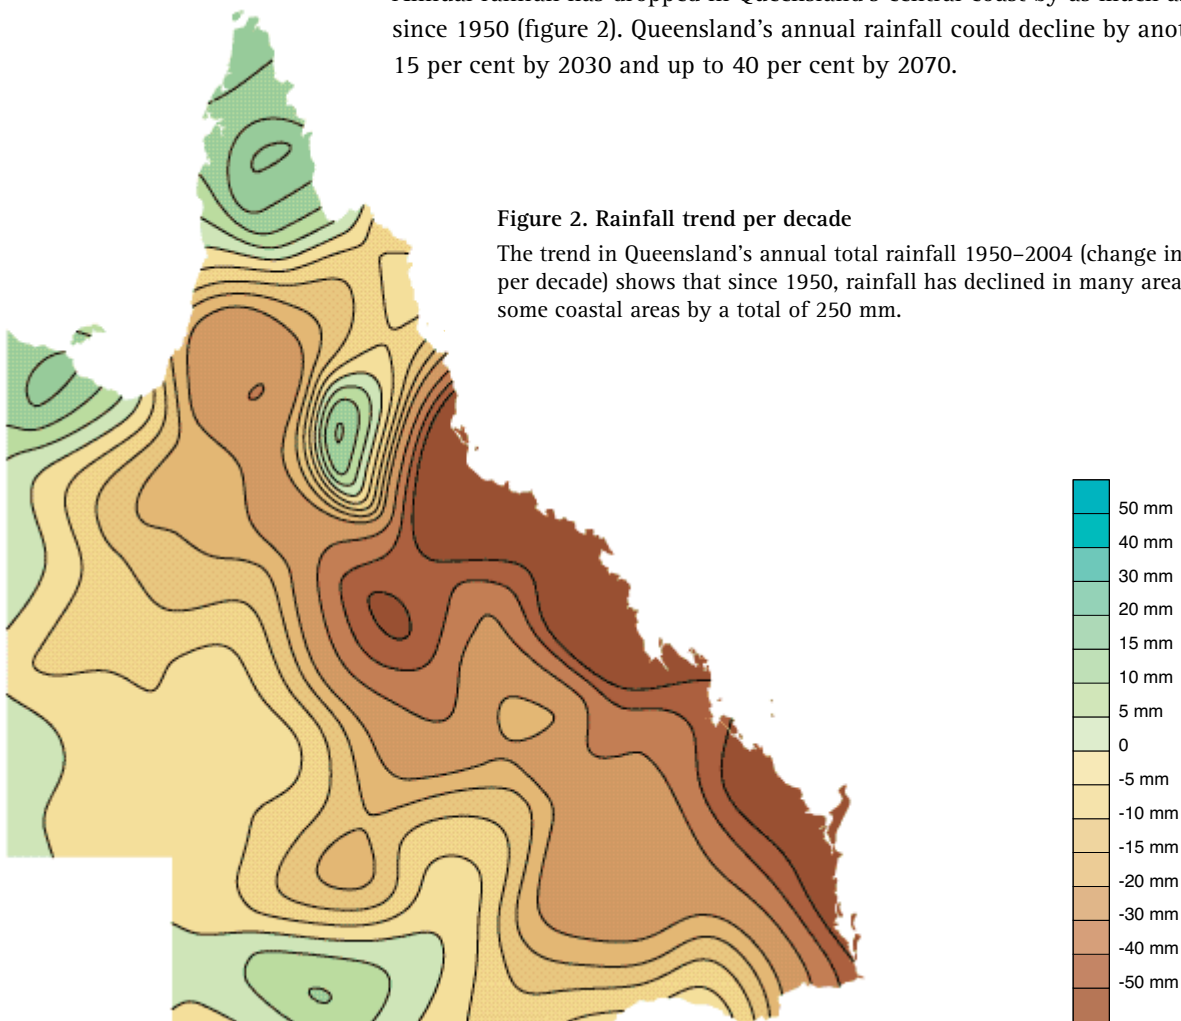 since 1950 (figure 2). Queensland's annual rainfall could decline by
15 per cent by 2030 and up to 40 per cent by 2070.
Figure 2. Rainfall trend per decade
The trend in Queensland's annual total rainfall 1950–2004 (change in
per decade) shows that since 1950, rainfall has declined in many
some coastal areas by a total of 250 mm.
50 mm
40 mm
30 mm
20 mm
15 mm
10 mm
5 mm
0
-5 mm
-10 mm
-15 mm
-20 mm
-30 mm
-40 mm
-50 mm